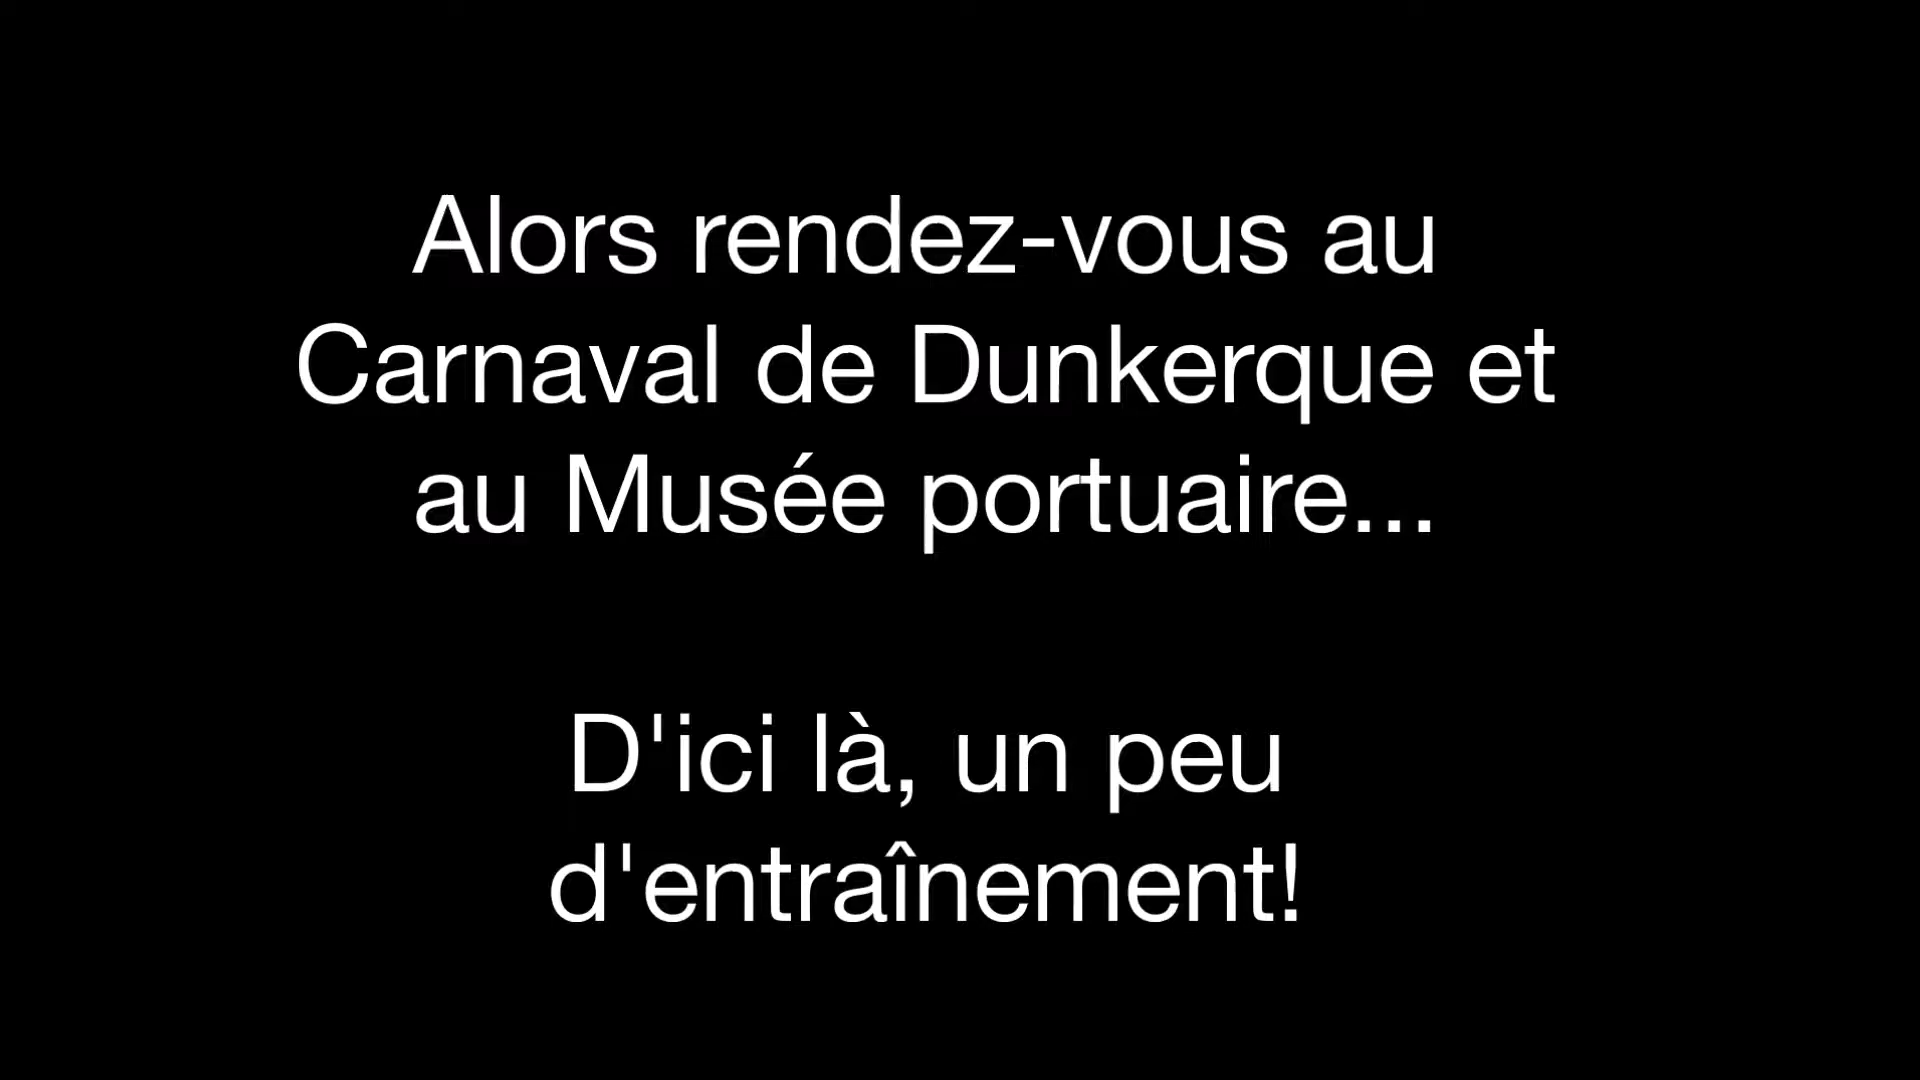 Alors rendez-vous au
Carnaval de Dunkerque et
au Musée portuaire...
D'ici là, un peu
d'entraînement!